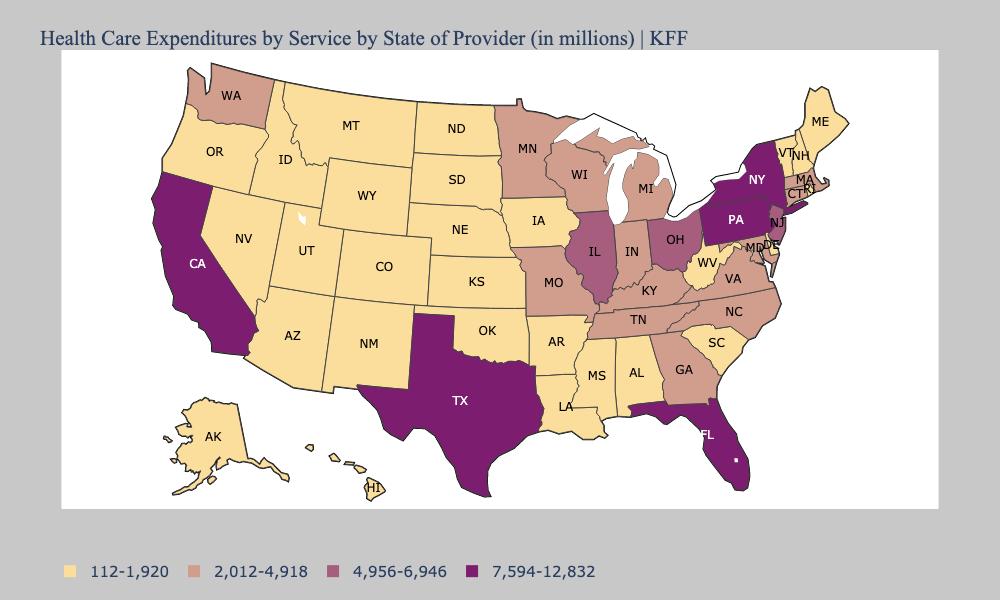 Health Care Expenditures by Service by State of Provider (in millions) | KFF
WA
ME
MT
ND
MN
OR
VT
NH
ID
WI
NY
MA
SD
MI
RI
WY
CT
PA
IA
NJ
NE
NV
OH
DE
MD
UT
IL
IN
CA
CO
WV
KS
VA
MO
KY
NC
TN
OK
AZ
AR
NM
SC
GA
MS
AL
TX
LA
FL
AK
HI
112-1,920 2,012-4,918 4,956-6,946 7,594-12,832